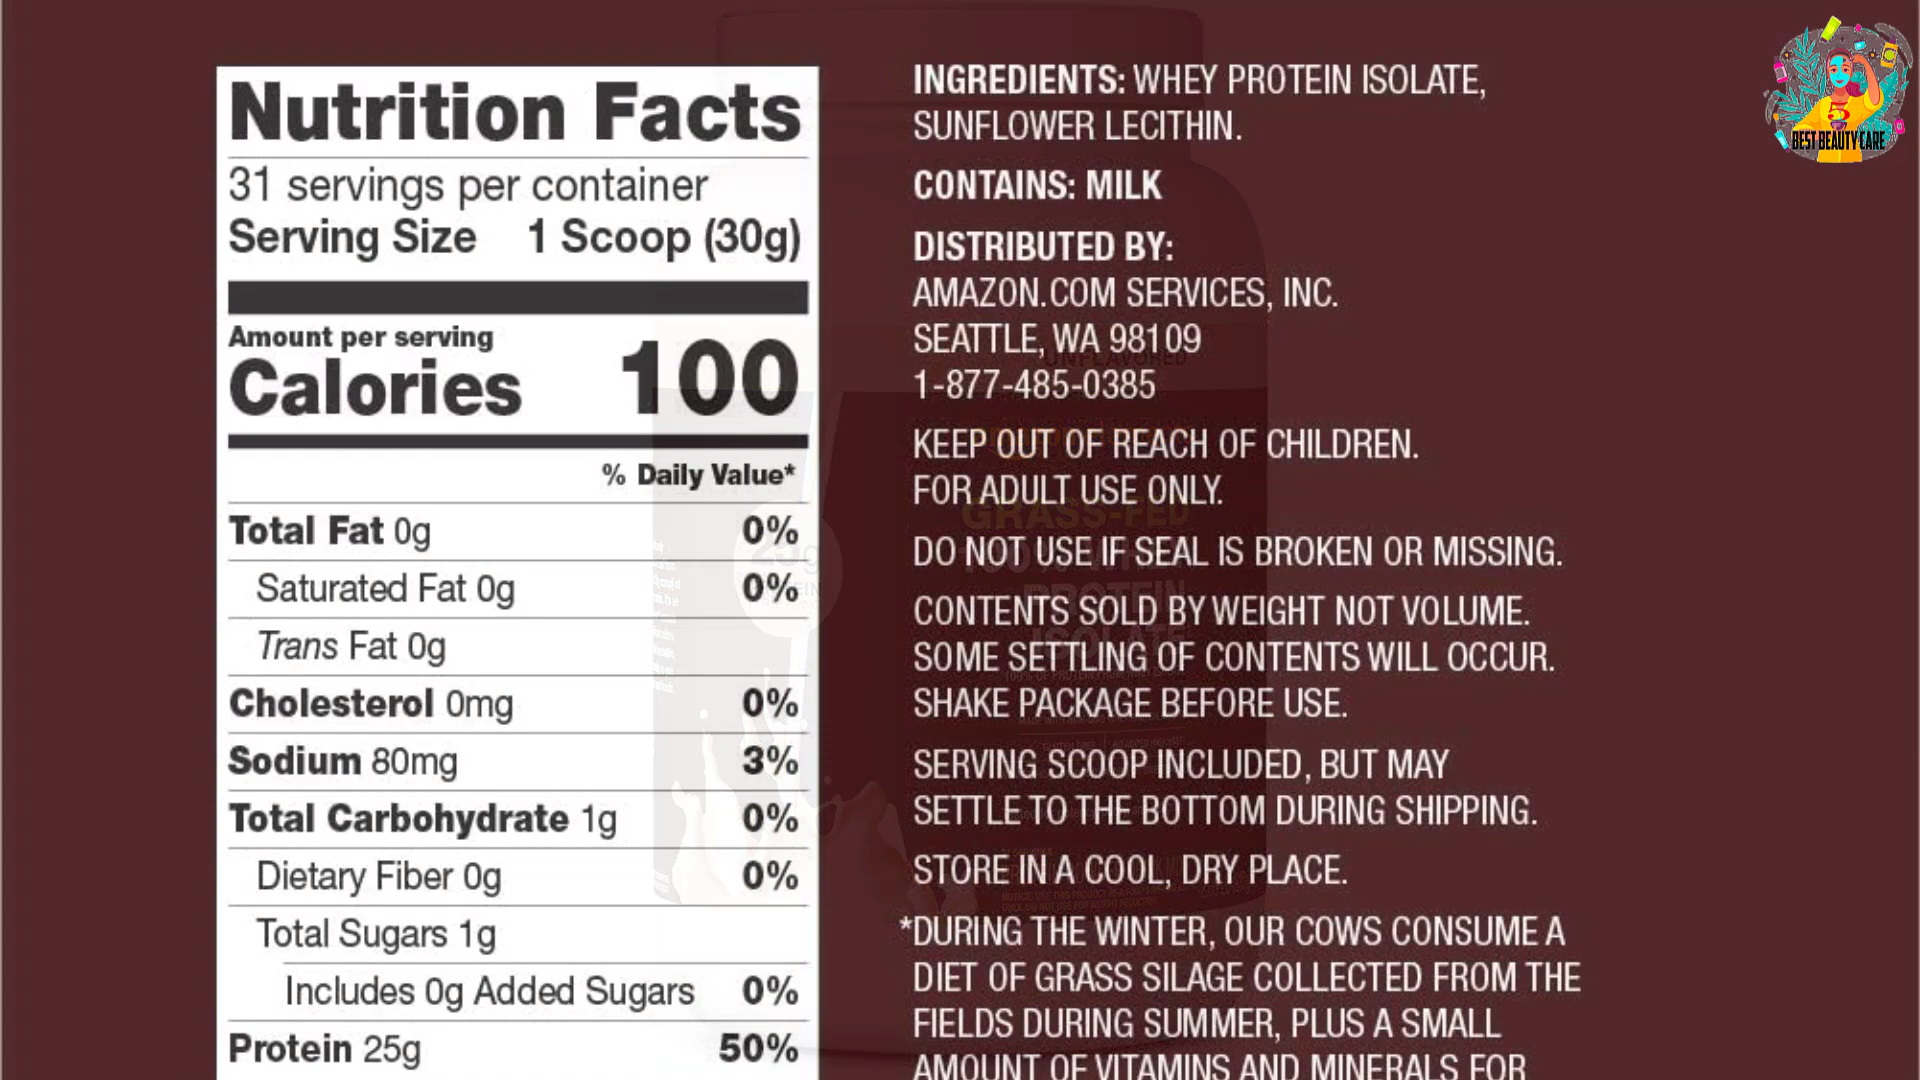 Nutrition Facts
31 servings per container
Serving Size 1 Scoop (30g)
Amount per serving
Calories 100
% Daily Value*
Total Fat 0g 0%
Saturated Fat 0g 0%
Trans Fat 0g
Cholesterol 0mg 0%
Sodium 80mg 3%
Total Carbohydrate 1g 0%
Dietary Fiber 0g 0%
Total Sugars 1g
Includes 0g Added Sugars 0%
Protein 25g 50%
INGREDIENTS: WHEY PROTEIN ISOLATE,
SUNFLOWER LECITHIN.
CONTAINS: MILK
DISTRIBUTED BY:
AMAZON.COM SERVICES, INC.
SEATTLE, WA 98109
1-877-485-0385
KEEP OUT OF REACH OF CHILDREN.
FOR ADULT USE ONLY.
DO NOT USE IF SEAL IS BROKEN OR MISSING.
CONTENTS SOLD BY WEIGHT NOT VOLUME.
SOME SETTLING OF CONTENTS WILL OCCUR.
SHAKE PACKAGE BEFORE USE.
SERVING SCOOP INCLUDED, BUT MAY
SETTLE TO THE BOTTOM DURING SHIPPING.
STORE IN A COOL, DRY PLACE.
*DURING THE WINTER, OUR COWS CONSUME A
DIET OF GRASS SILAGE COLLECTED FROM THE
FIELDS DURING SUMMER, PLUS A SMALL
AMOUNT OF VITAMINS AND MINERALS FOR
UNFLAVORED
GRASS-FED
PROTEIN
ISOLATE
5
BEST BEAUTY CARE